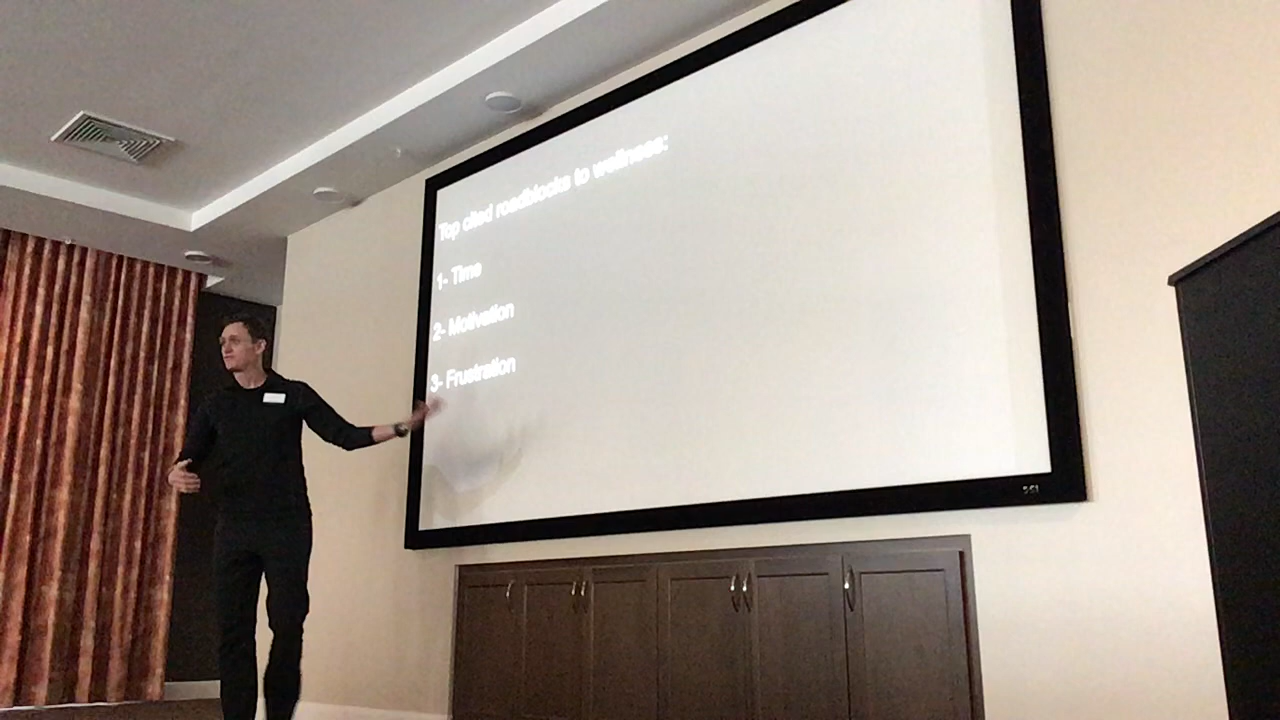 Top cited roadblocks to wellness:
1- Time
2- Motivation
3- Frustration